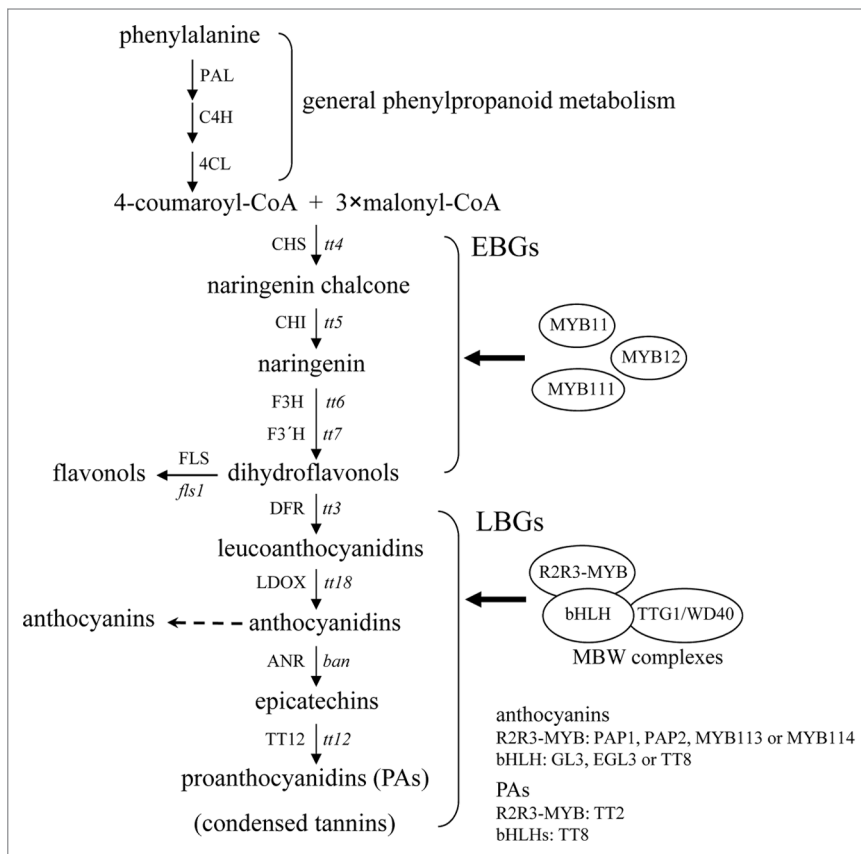 phenylalanine
PAL
C4H
4CL
general phenylpropanoid metabolism
4-coumaroyl-CoA + 3×malonyl-CoA
CHS tt4
EBGs
naringenin chalcone
CHI tt5
naringenin
MYB11
MYB12
MYB111
F3H tt6
F3´H tt7
flavonols
FLS
fls1
dihydroflavonols
DFR tt3
LBGs
leucoanthocyanidins
LDOX tt18
anthocyanins
anthocyanidins
R2R3-MYB
bHLH
TTG1/WD40
MBW complexes
ANR ban
epicatechins
TT12 tt12
proanthocyanidins (PAs)
(condensed tannins)
anthocyanins
R2R3-MYB: PAP1, PAP2, MYB113 or MYB114
bHLH: GL3, EGL3 or TT8
PAs
R2R3-MYB: TT2
bHLHs: TT8